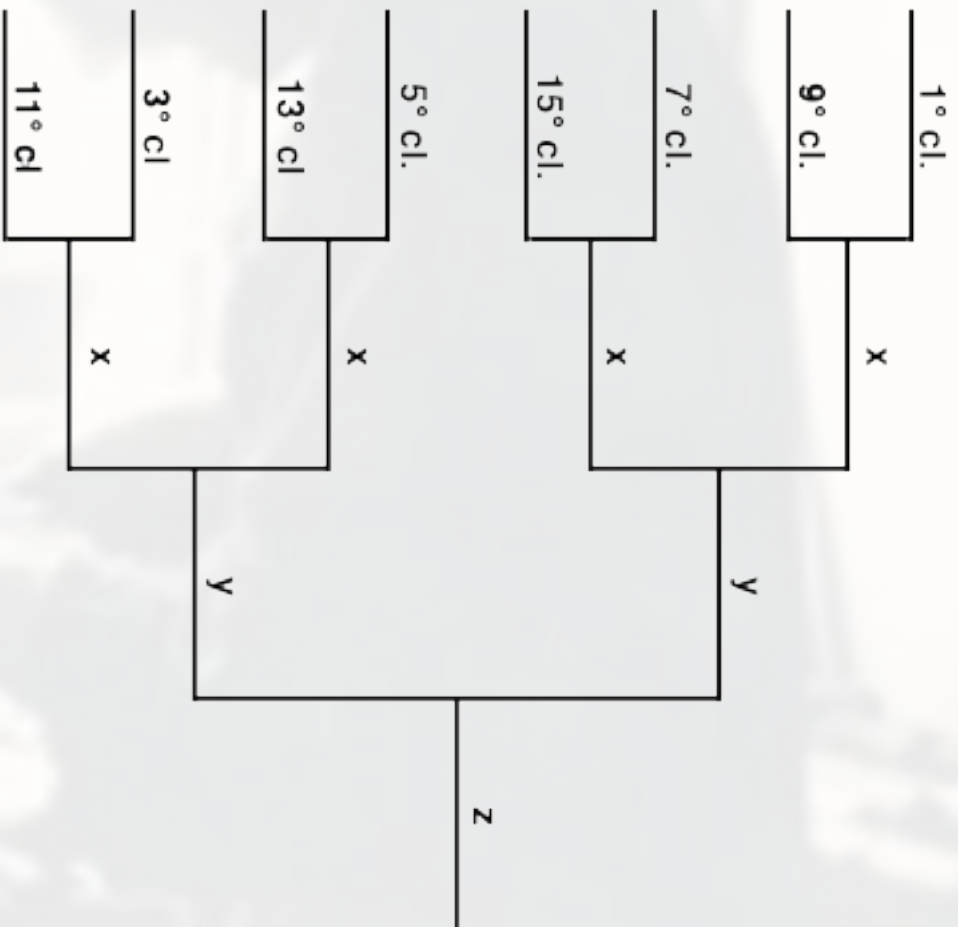 1° cl.
9° cl.
7° cl.
15° cl.
5° cl.
13° cl
3° cl
11° cl
x
x
x
x
y
y
z